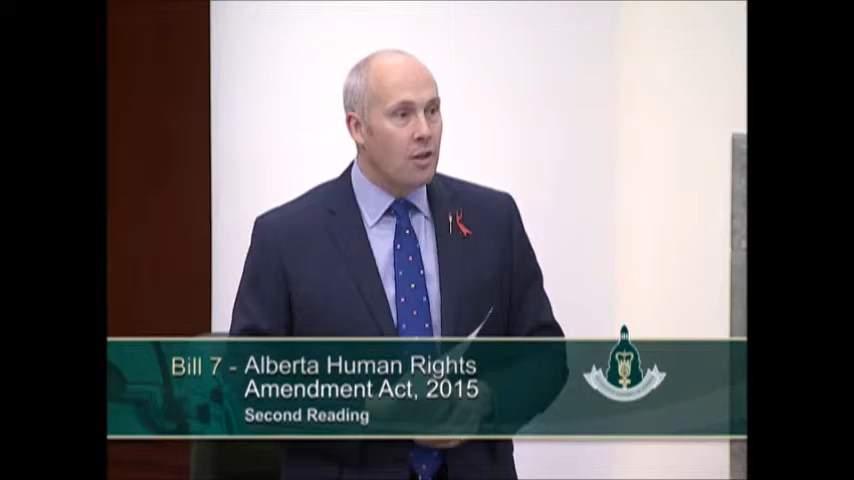 Bill 7 - Alberta Human Rights
Amendment Act, 2015
Second Reading